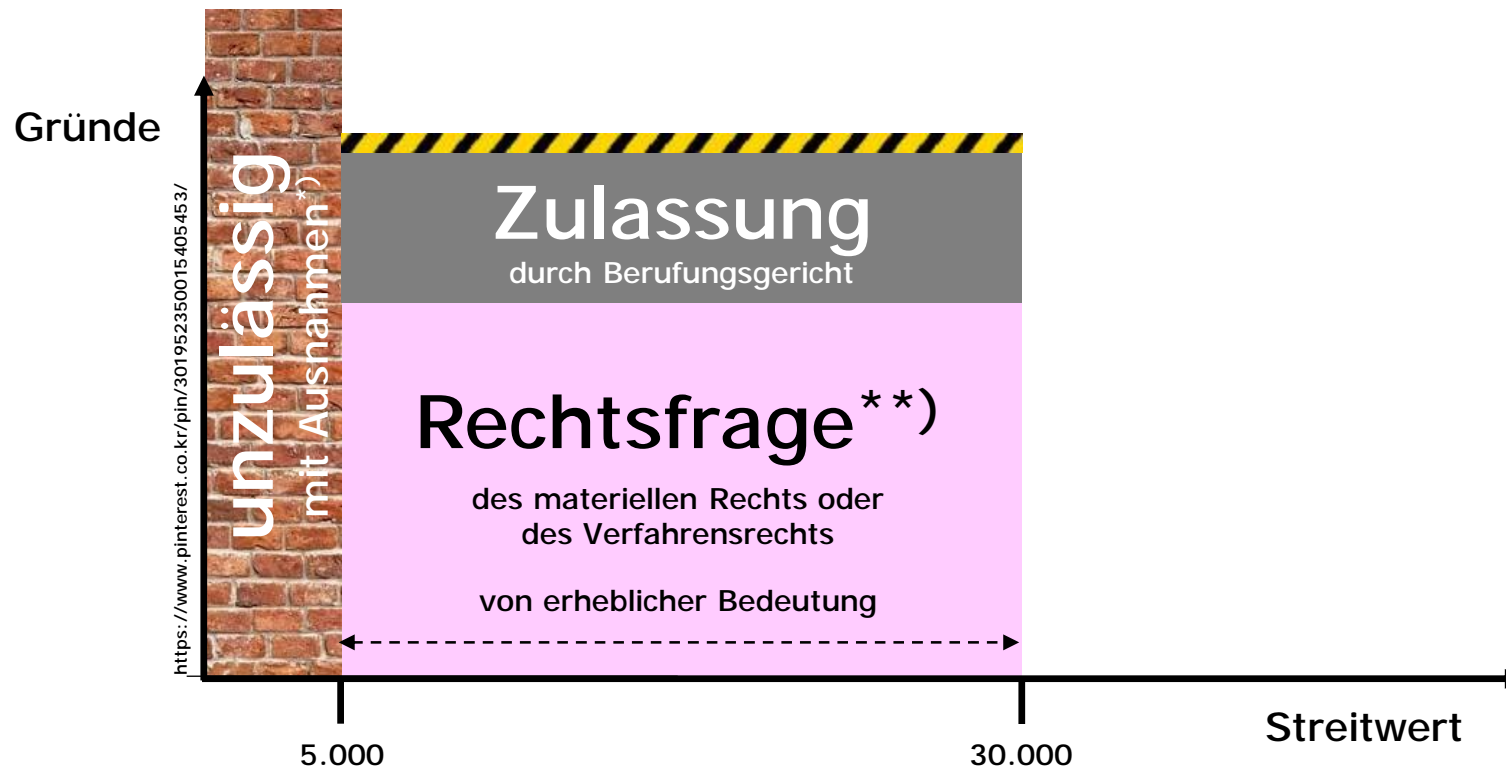 Gründe
https://www.pinterest.co.kr/pin/301952350015405453/
unzulässig
mit Ausnahmen*)
Zulassung
durch Berufungsgericht
Rechtsfrage**)
des materiellen Rechts oder
des Verfahrensrechts
von erheblicher Bedeutung
5.000
30.000
Streitwert